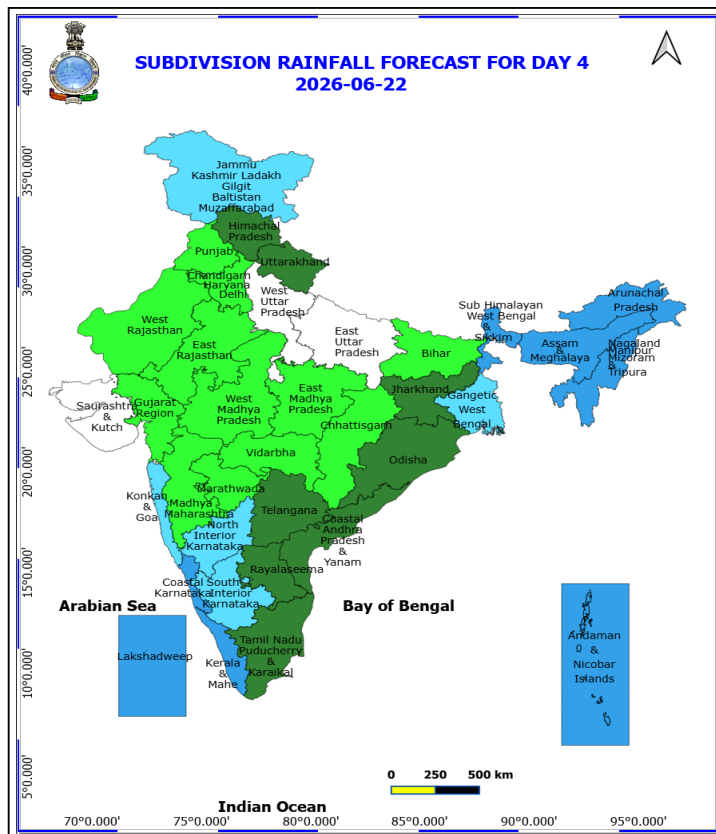 SUBDIVISION RAINFALL FORECAST FOR DAY 4
2026-06-22
40°0.000'
35°0.000'
30°0.000'
25°0.000'
20°0.000'
15°0.000'
10°0.000'
5°0.000'
Jammu
Kashmir Ladakh
Gilgit
Baltistan
Muzaffarabad
Himachal
Pradesh
Punjab
Uttarakhand
Chandigarh
Haryana
Delhi
West
Uttar
Pradesh
West
Rajasthan
East
Rajasthan
East
Uttar
Pradesh
Bihar
Sub Himalayan
West Bengal
&
Sikkim
Arunachal
Pradesh
Assam
&
Meghalaya
Nagaland
Manipur
Mizoram
&
Tripura
Saurashtra
&
Kutch
Gujarat
Region
West
Madhya
Pradesh
East
Madhya
Pradesh
Jharkhand
Gangetic
West
Bengal
Chhattisgarh
Vidarbha
Odisha
Konkan
&
Goa
Madhya
Maharashtra
Marathwada
Telangana
North
Interior
Karnataka
Coastal
Andhra
Pradesh
&
Yanam
Rayalaseema
Coastal
Karnataka
South
Interior
Karnataka
Arabian Sea
Bay of Bengal
Lakshadweep
Kerala
&
Mahe
Tamil Nadu
Puducherry
&
Karaikal
Andaman
&
Nicobar
Islands
0 250 500 km
Indian Ocean
70°0.000' 75°0.000' 80°0.000' 85°0.000' 90°0.000' 95°0.000'